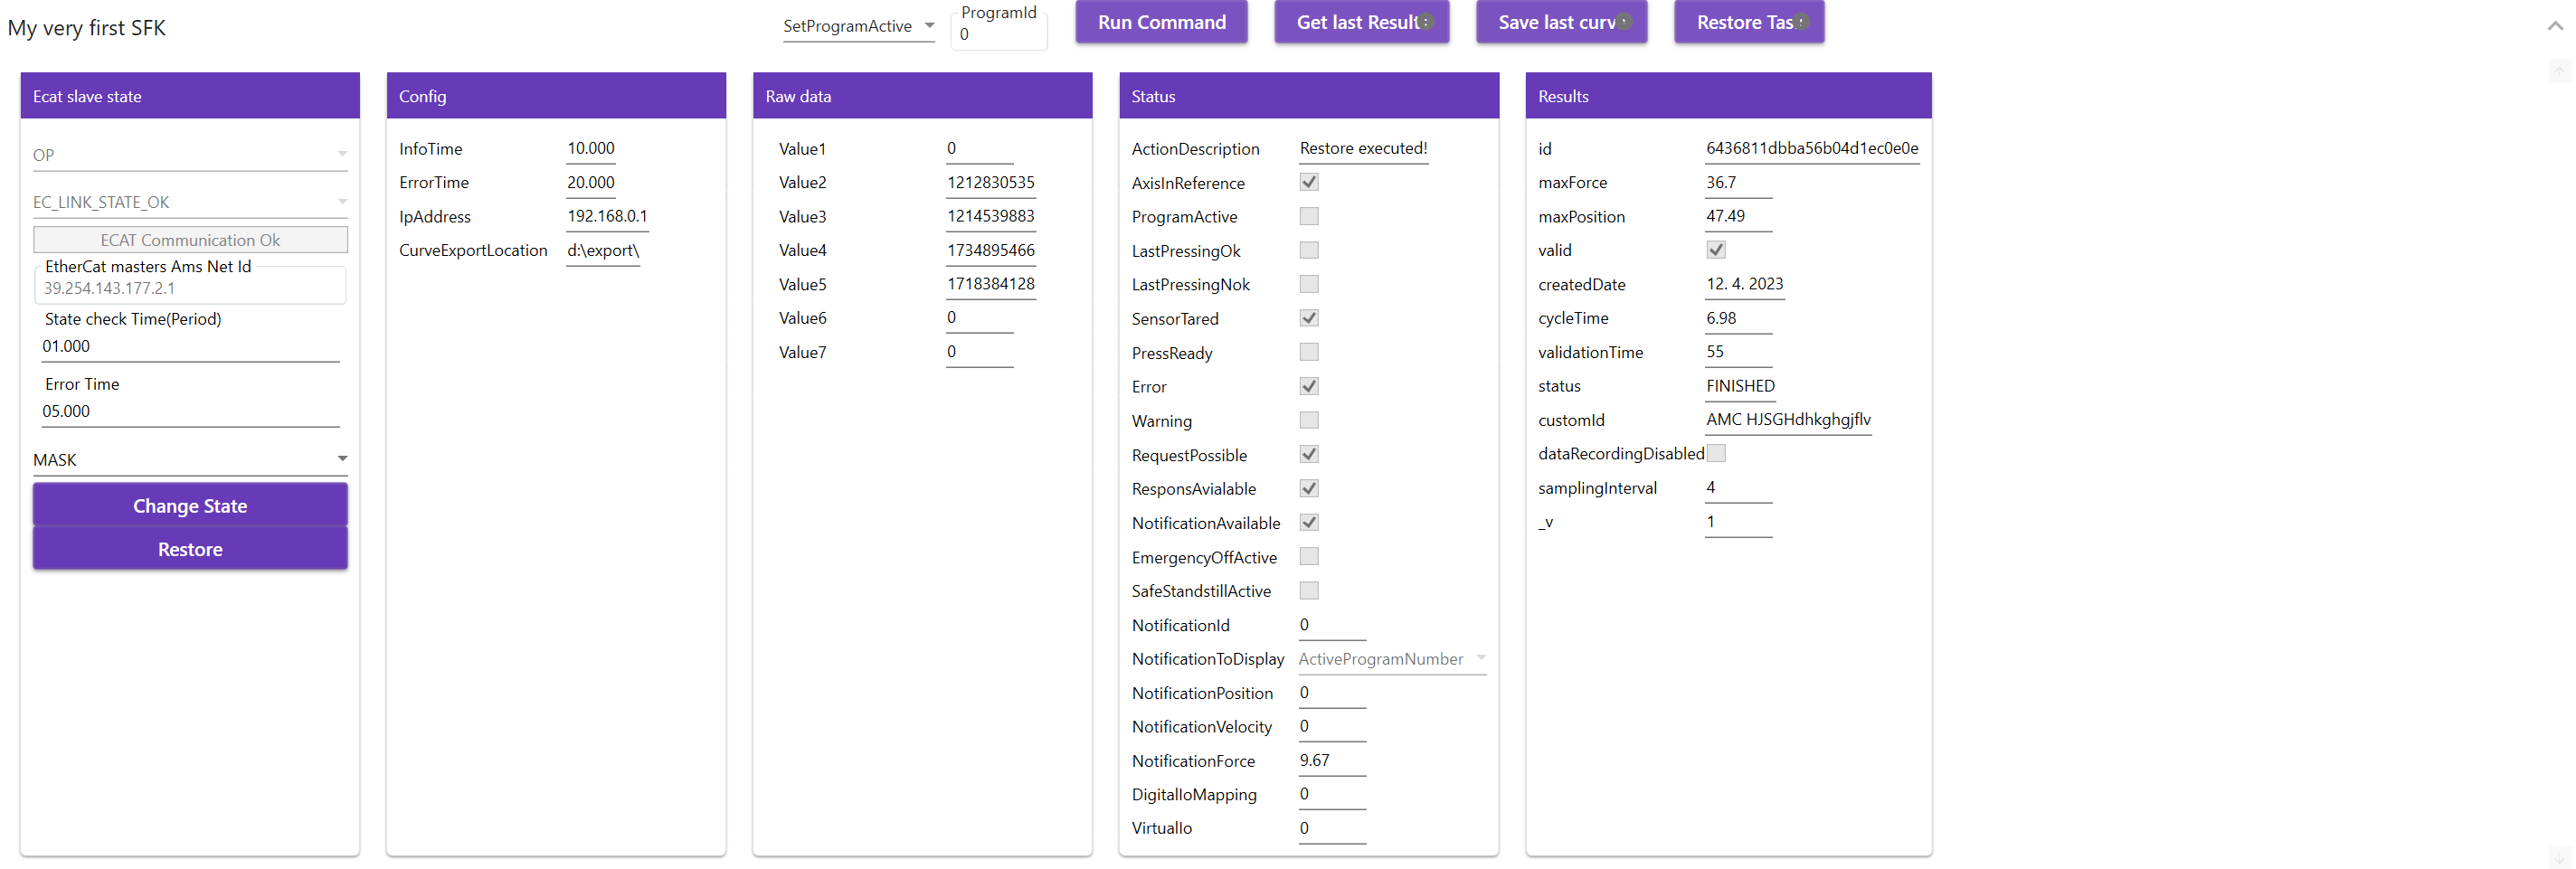 My very first SFK
SetProgramActive
ProgramId
0
Run Command
Get last Result
Save last curv
Restore Tas
Ecat slave state
OP
EC_LINK_STATE_OK
ECAT Communication Ok
EtherCat masters Ams Net Id
39.254.143.177.2.1
State check Time(Period)
01.000
Error Time
05.000
MASK
Change State
Restore
Config
InfoTime 10.000
ErrorTime 20.000
IpAddress 192.168.0.1
CurveExportLocation d:\export\
Raw data
Value1 0
Value2 1212830535
Value3 1214539883
Value4 1734895466
Value5 1718384128
Value6 0
Value7 0
Status
ActionDescription Restore executed!
AxisInReference
ProgramActive
LastPressingOk
LastPressingNok
SensorTared
PressReady
Error
Warning
RequestPossible
ResponsAvialable
NotificationAvailable
EmergencyOffActive
SafeStandstillActive
NotificationId 0
NotificationToDisplay ActiveProgramNumber
NotificationPosition 0
NotificationVelocity 0
NotificationForce 9.67
DigitalIoMapping 0
VirtualIo 0
Results
id 6436811dbba56b04d1ec0e0e
maxForce 36.7
maxPosition 47.49
valid
createdDate 12. 4. 2023
cycleTime 6.98
validationTime 55
status FINISHED
customId AMC HJSGHdhkghgjflv
dataRecordingDisabled
samplingInterval 4
_v 1